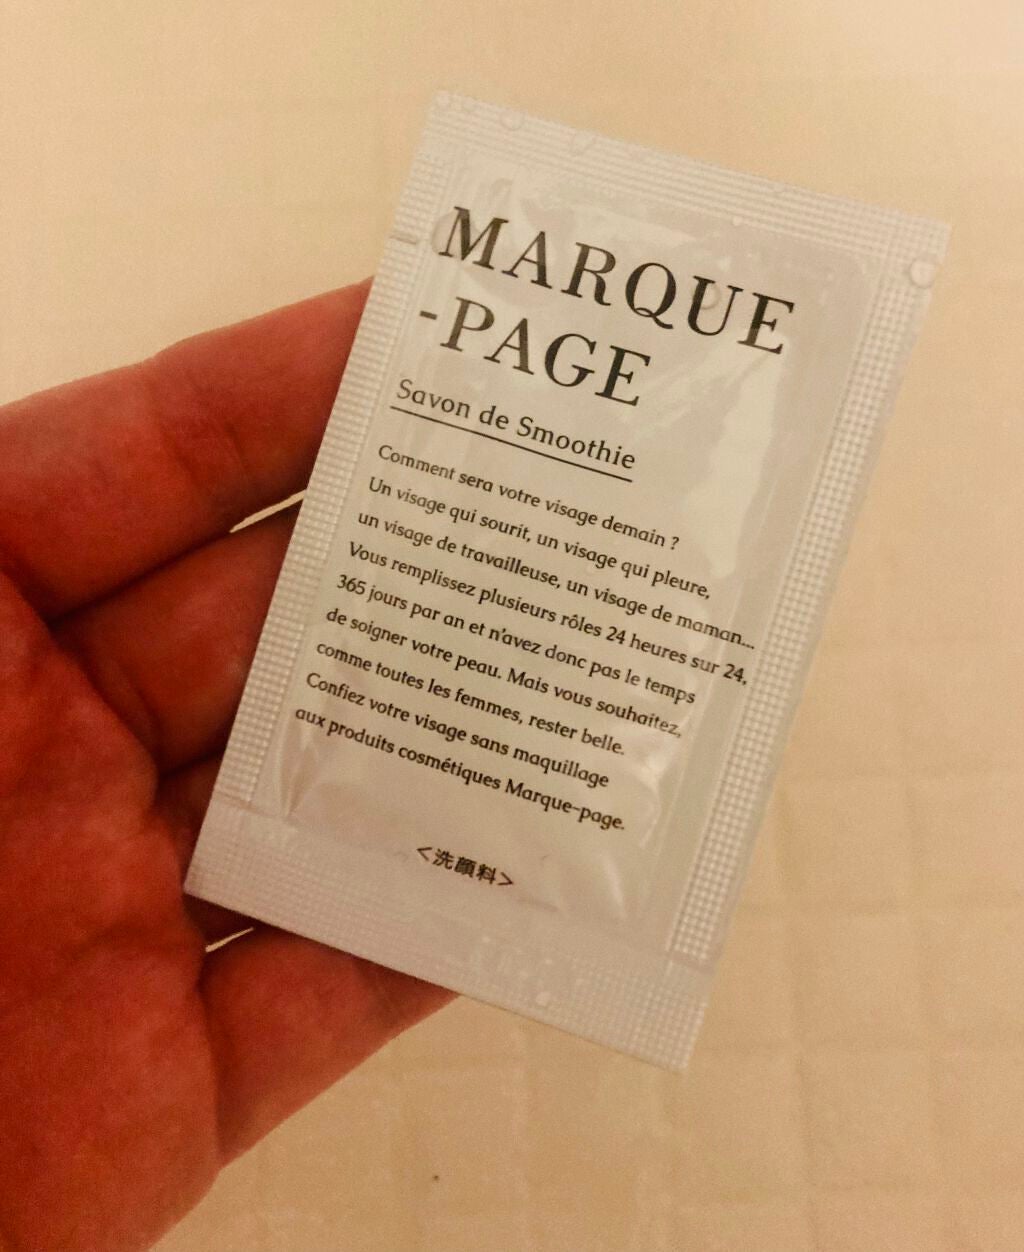 MARQUE
-PAGE
Savon de Smoothie
Comment sera votre visage demain ?
Un visage qui sourit, un visage qui pleure,
un visage de travailleuse, un visage de maman...
Vous remplissez plusieurs rôles 24 heures sur 24,
365 jours par an et n'avez donc pas le temps
de soigner votre peau. Mais vous souhaitez,
comme toutes les femmes, rester belle.
Confiez votre visage sans maquillage
aux produits cosmétiques Marque-page.
<洗顔料>